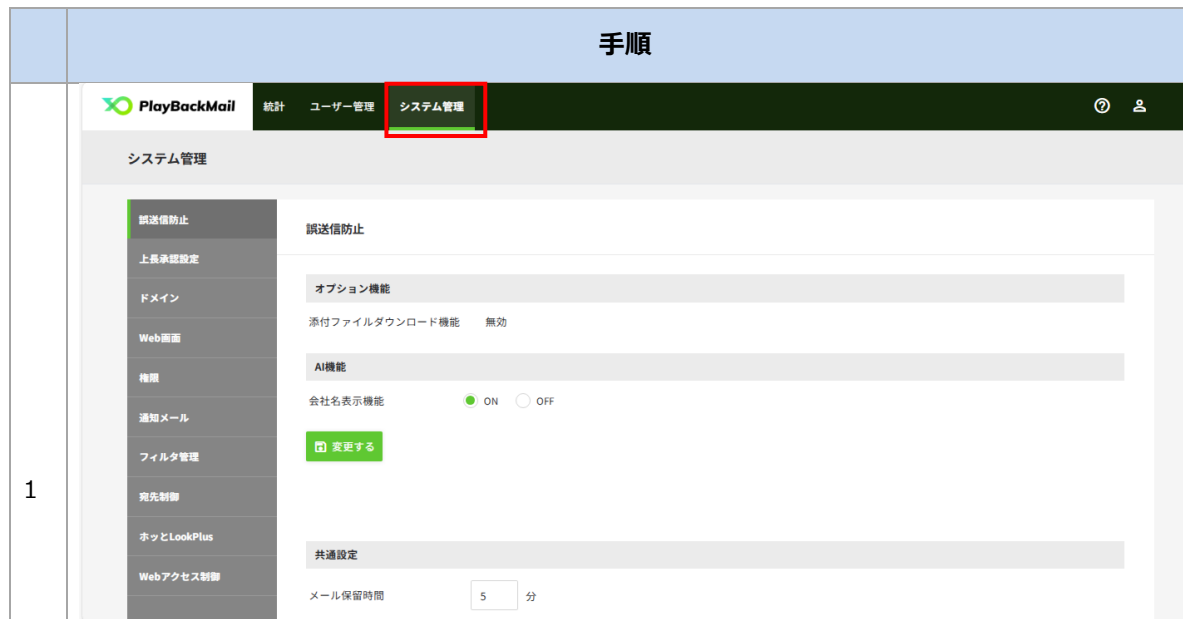 手順
PlayBackMail 統計 ユーザー管理 システム管理
システム管理
誤送信防止
上長承認設定
ドメイン
Web画面
権限
通知メール
フィルタ管理
宛先制御
ホッとLookPlus
Webアクセス制御
誤送信防止
オプション機能
添付ファイルダウンロード機能 無効
AI機能
会社名表示機能 ON OFF
変更する
共通設定
メール保留時間 5 分
1